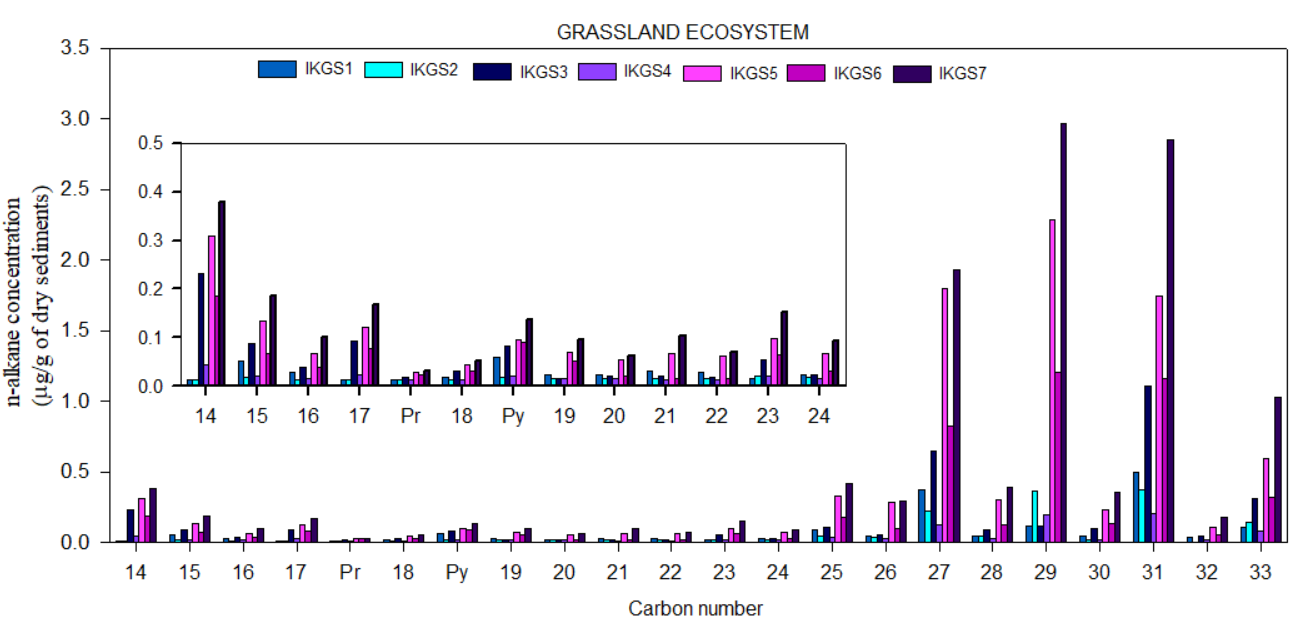 GRASSLAND ECOSYSTEM
IKGS1 IKGS2 IKGS3 IKGS4 IKGS5 IKGS6 IKGS7
n-alkane concentration
(µg/g of dry sediments)
3.5
3.0
2.5
2.0
1.5
1.0
0.5
0.0
0.5
0.4
0.3
0.2
0.1
0.0
14 15 16 17 Pr 18 Py 19 20 21 22 23 24
14 15 16 17 Pr 18 Py 19 20 21 22 23 24 25 26 27 28 29 30 31 32 33
Carbon number